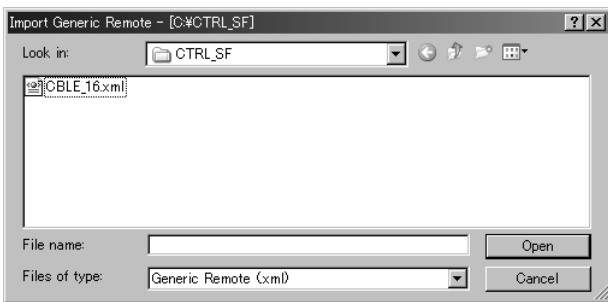 Import Generic Remote - [C:¥CTRL_SF]
Look in:
CTRL_SF
CBLE_16.xml
File name:
Open
Files of type:
Generic Remote (xml)
Cancel